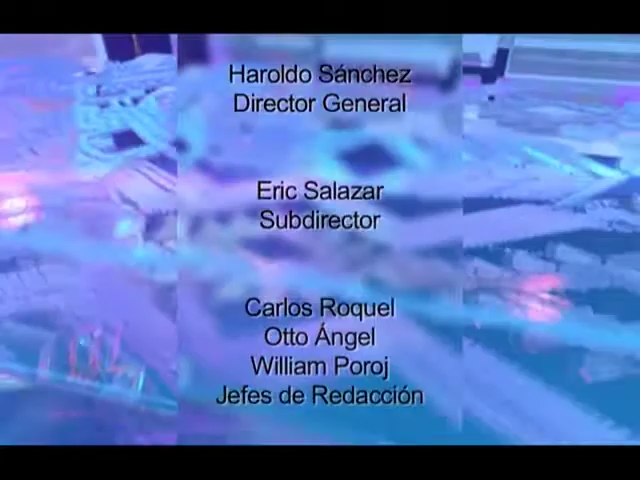 Haroldo Sánchez
Director General
Eric Salazar
Subdirector
Carlos Roquel
Otto Ángel
William Poroj
Jefes de Redacción